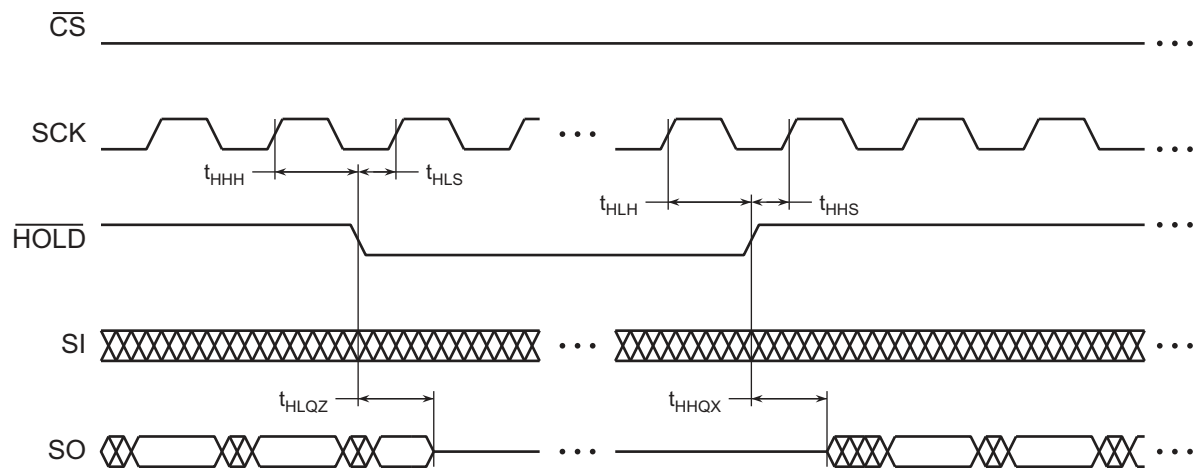 CS
SCK
tHHH
tHLS
tHLH
tHHS
HOLD
SI
tHLQZ
tHHQX
SO